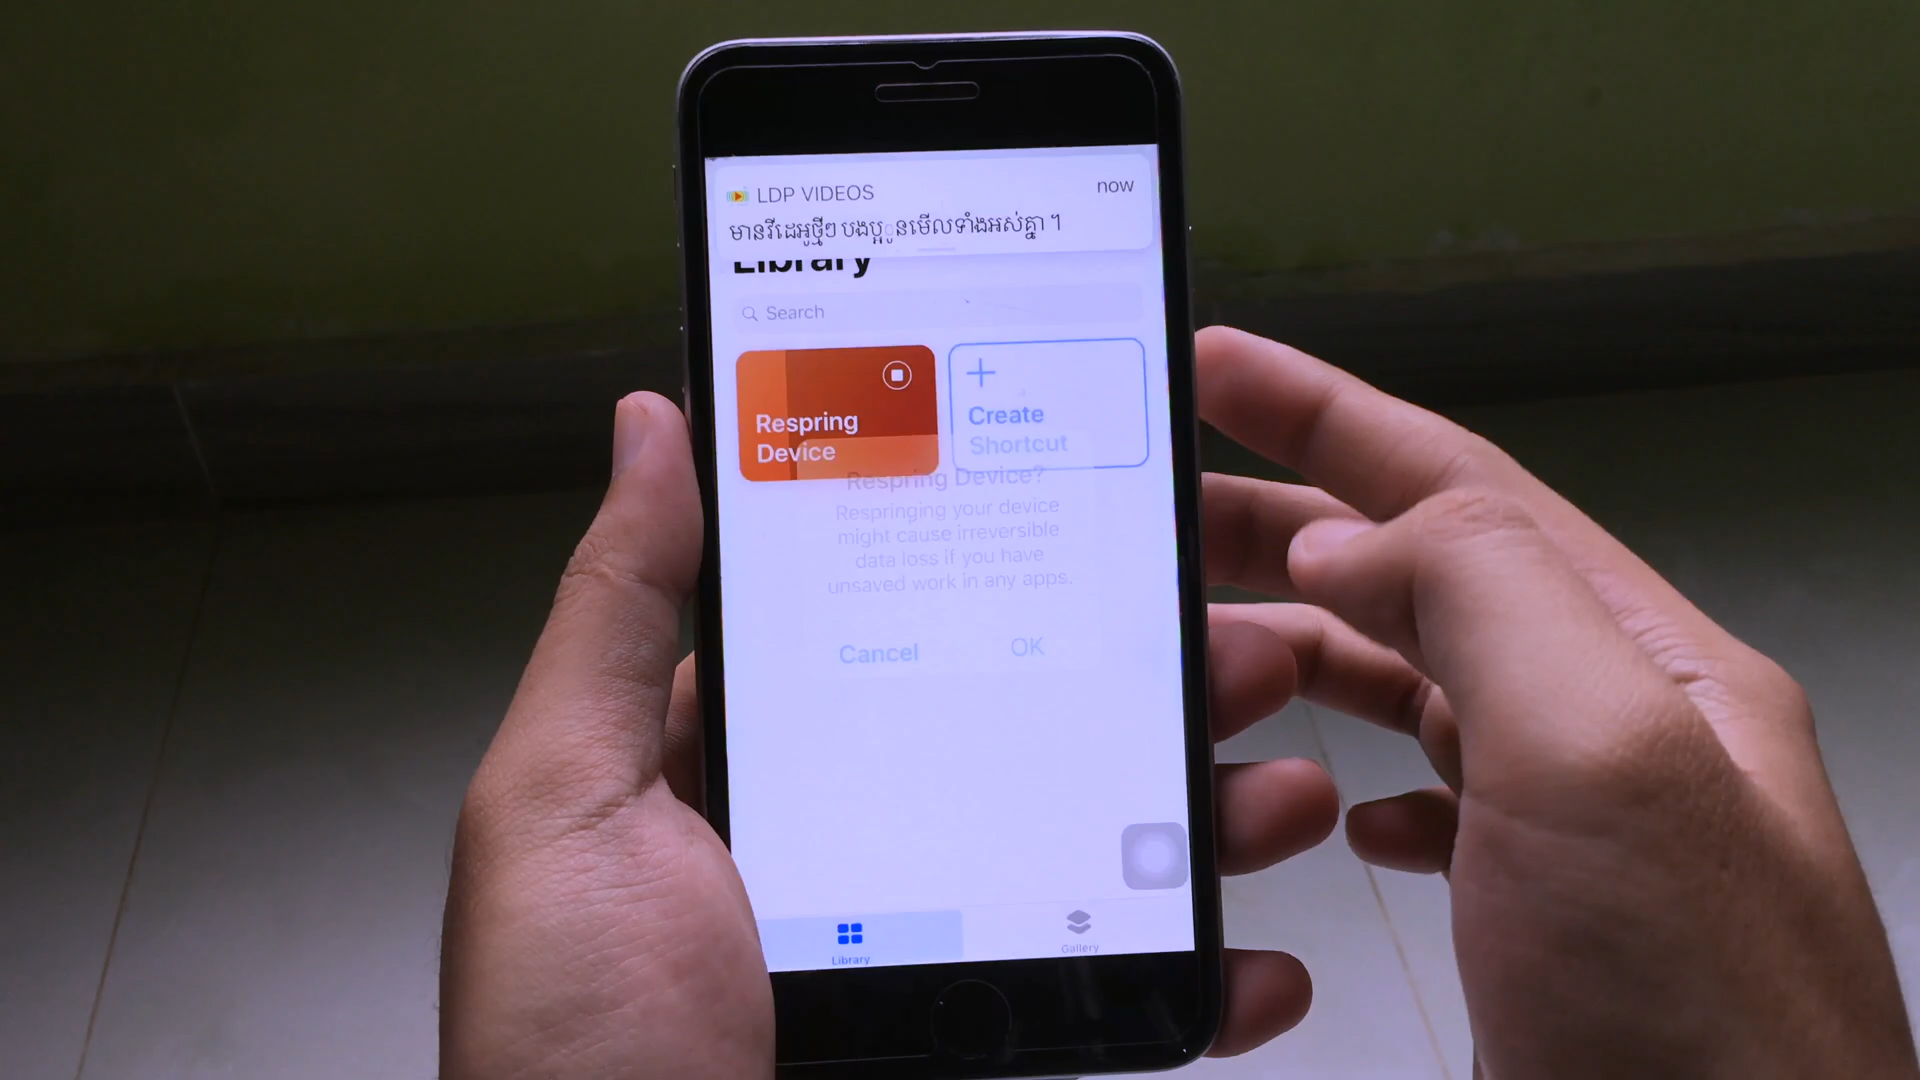 LDP VIDEOS
now
មានវីដេអូថ្មីៗ បងប្អូនមើលទាំងអស់គ្នា ។
Library
Search
Respring
Device
Create
Shortcut
Respring Device?
Respringing your device
might cause irreversible
data loss if you have
unsaved work in any apps.
Cancel
OK
Library
Gallery